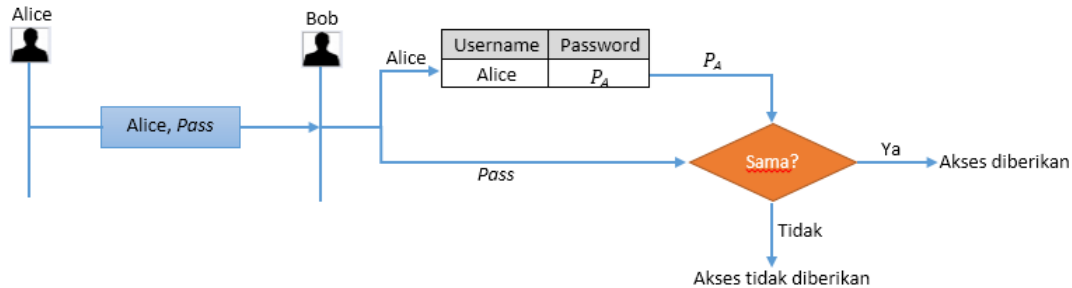 Alice
Bob
Alice, Pass
Alice
Username Password
Alice P_A
P_A
Pass
Sama?
Ya
Akses diberikan
Tidak
Akses tidak diberikan